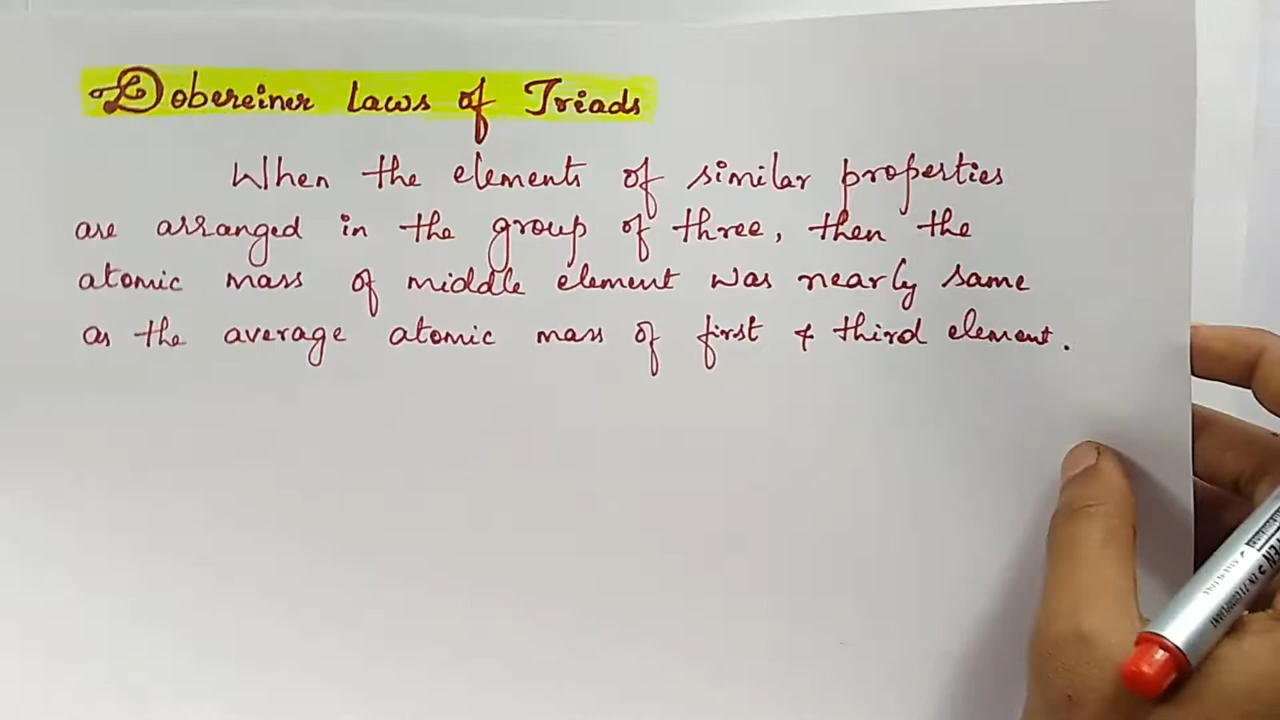 Dobereiner Laws of Triads
When the elements of similar properties
are arranged in the group of three, then the
atomic mass of middle element was nearly same
as the average atomic mass of first & third element.